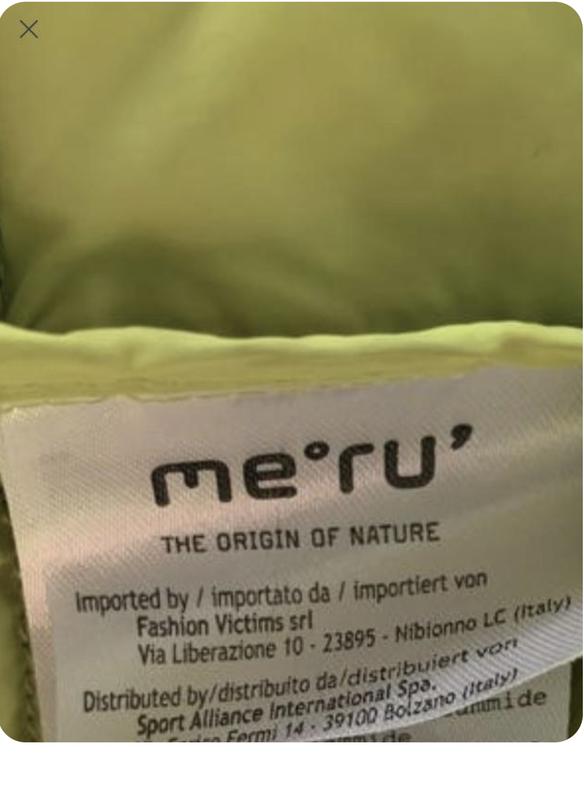 me°ru'
THE ORIGIN OF NATURE
Imported by / importato da / importiert von
Fashion Victims srl
Via Liberazione 10 - 23895 - Nibionno LC (Italy)
Distributed by/distribuito da/distribuiert von
Sport Alliance International Spa.
Fermi 14 - 39100 Bolzano (Italy)